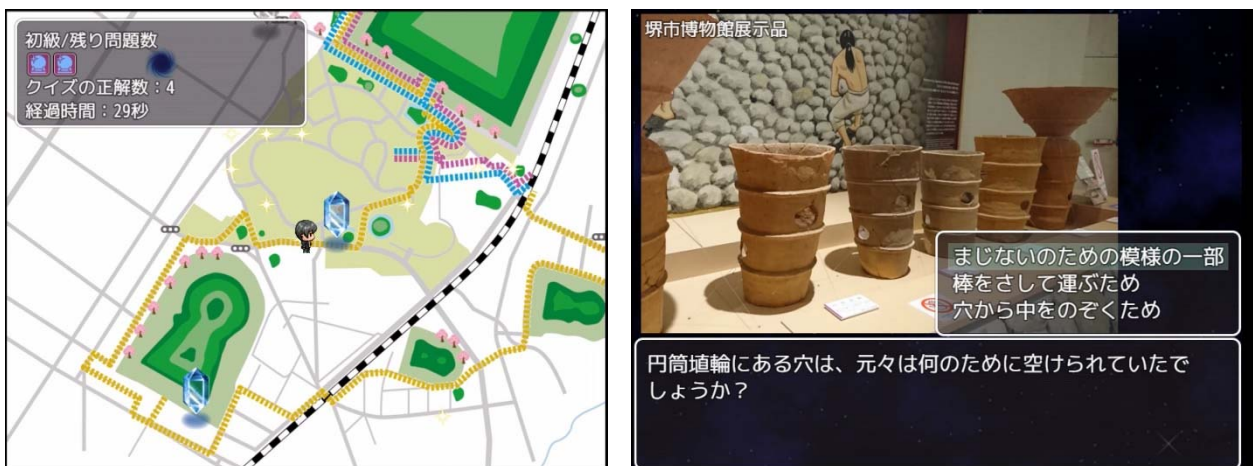 初級/残り問題数
クイズの正解数：4
経過時間：29秒
堺市博物館展示品
まじないのための模様の一部
棒をさして運ぶため
穴から中をのぞくため
円筒埴輪にある穴は、元々は何のために空けられていたで
しょうか？